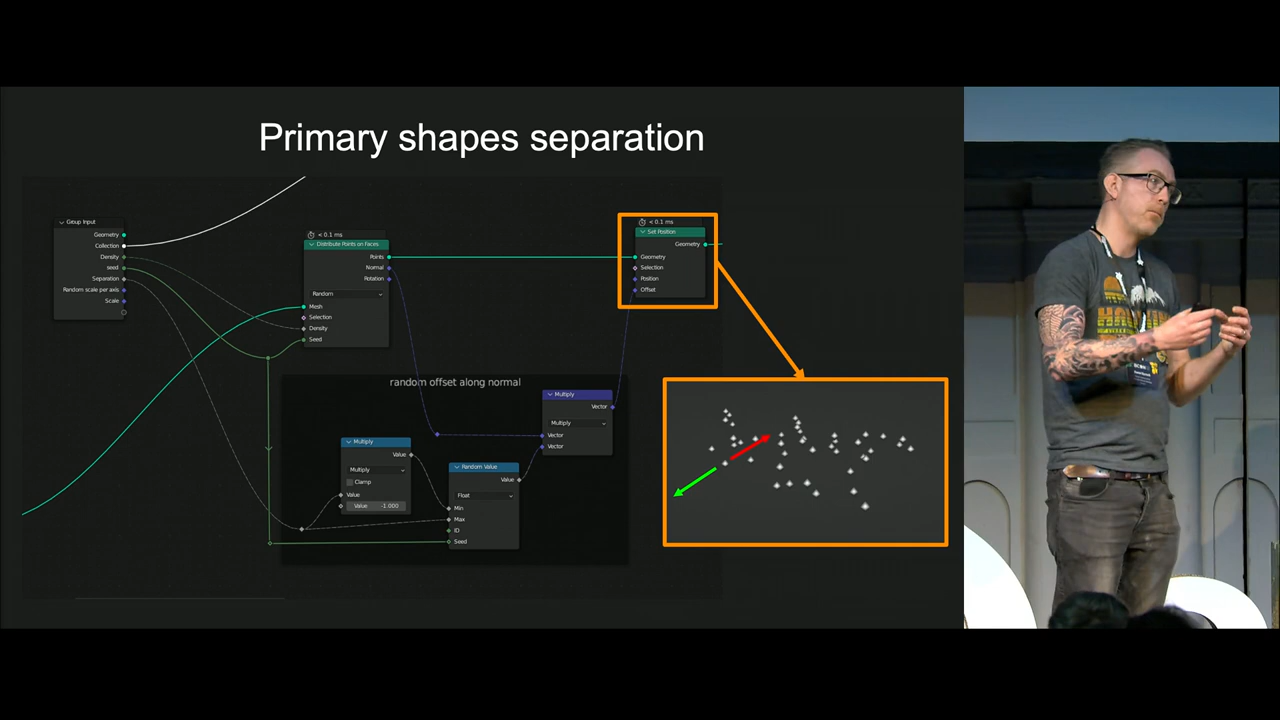 Primary shapes separation
Group Input
Geometry
Collection
Density
seed
Separation
Random scale per axis
Scale
< 0.1 ms
Distribute Points on Faces
Points
Normal
Rotation
Random
Mesh
Selection
Density
Seed
< 0.1 ms
Set Position
Geometry
Geometry
Selection
Position
Offset
random offset along normal
Multiply
Value
Multiply
Clamp
Value
Value -1.000
Random Value
Value
Float
Min
Max
ID
Seed
Multiply
Vector
Multiply
Vector
Vector